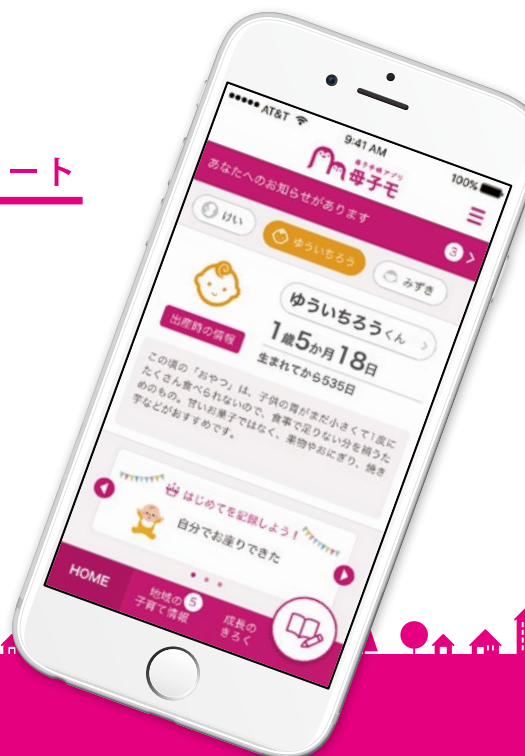 ート
AT&T
9:41 AM
100%
母子手帳アプリ
母子モ
あなたへのお知らせがあります
3
けい
ゆういちろう
みずき
ゆういちろうくん
1歳5か月18日
生まれてから535日
出産時の情報
この頃の「おやつ」は、子供の胃がまだ小さくて1度に
たくさん食べられないので、食事で足りない分を補うた
めのもの。甘いお菓子ではなく、果物やおにぎり、焼き
芋などがおすすめです。
はじめてを記録しよう！
自分でお座りできた
HOME
地域の
子育て情報
5
成長の
きろく